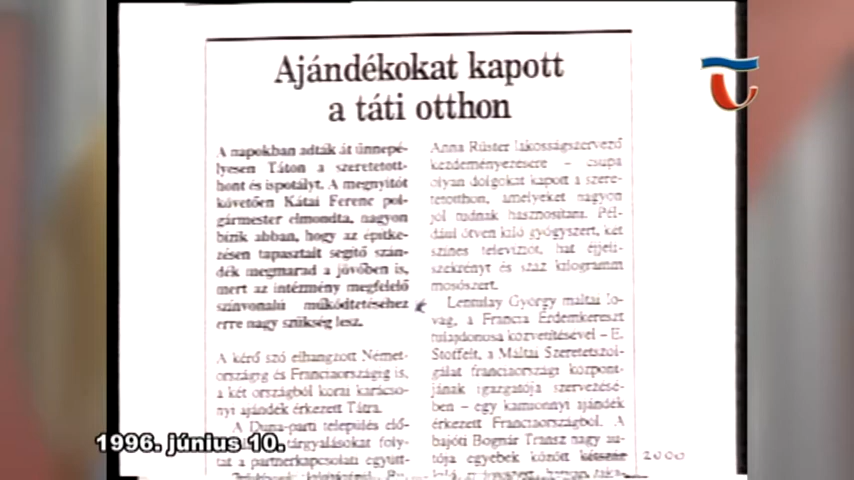 Ajándékokat kapott
a táti otthon
A napokban adták át ünnepé-
lyesen Táton a szeretetott-
hont és ispotályt. A megnyitót
követően Kátai Ferenc pol-
gármester elmondta, nagyon
bízik abban, hogy az építke-
zésen tapasztalt segítő szán-
dék megmarad a jövőben is,
mert az intézmény megfelelő
színvonalú működtetéséhez
erre nagy szükség lesz.
A kérő szó elhangzott Német-
országig és Franciaországig is,
a két országból korai karácso-
nyi ajándék érkezett Tátra.
A Duna-parti település elő-
tárgyalásokat foly-
tat a partnerkapcsolati együtt-
Anna Rüster lakosságszervező
kezdeményezésére – csupa
olyan dolgokat kapott a szere-
tetotthon, amelyeket nagyon
jól tudnak hasznosítani. Pél-
dául ötven kiló gyógyszert, két
színes televíziót, hat éjjeli-
szekrényt és száz kilogramm
mosószert.
Lentulay György máltai lo-
vag, a Francia Érdemkereszt
tulajdonosa közvetítésével – E.
Stoffelt, a Máltai Szeretetszol-
gálat franciaországi központ-
jának igazgatója szervezésé-
ben – egy kamionnyi ajándék
érkezett Franciaországból. A
bajóti Bognár Transz nagy au-
tója egyebek között kétszáz 2000
1996. június 10.